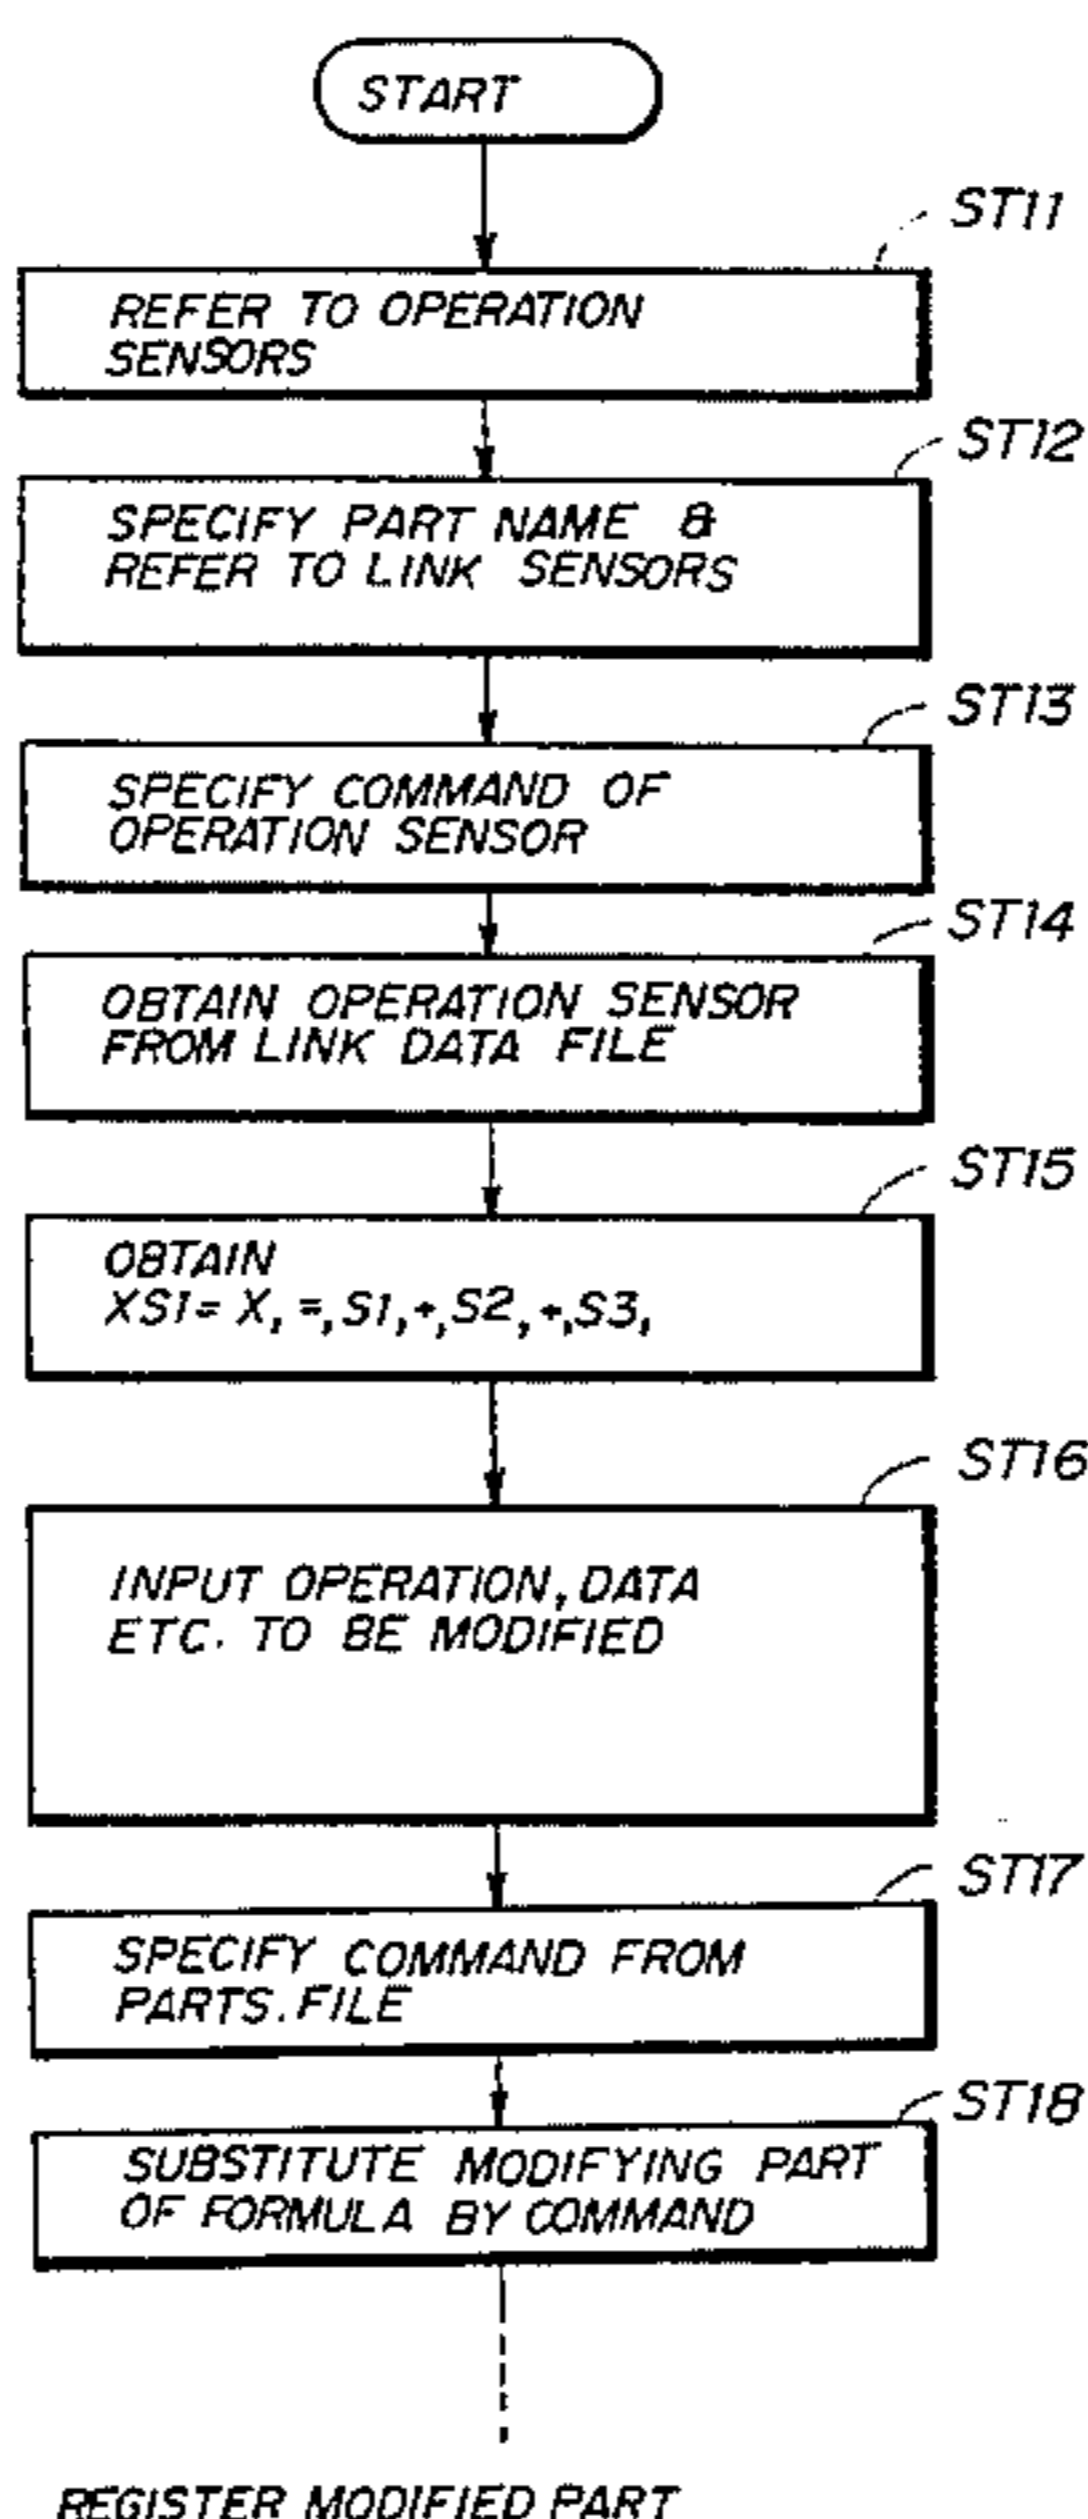 START
ST11
REFER TO OPERATION
SENSORS
ST12
SPECIFY PART NAME &
REFER TO LINK SENSORS
ST13
SPECIFY COMMAND OF
OPERATION SENSOR
ST14
OBTAIN OPERATION SENSOR
FROM LINK DATA FILE
ST15
OBTAIN
XS1= X, =,S1,+,S2,+,S3,
ST16
INPUT OPERATION, DATA
ETC. TO BE MODIFIED
ST17
SPECIFY COMMAND FROM
PARTS.FILE
ST18
SUBSTITUTE MODIFYING PART
OF FORMULA BY COMMAND
REGISTER MODIFIED PART